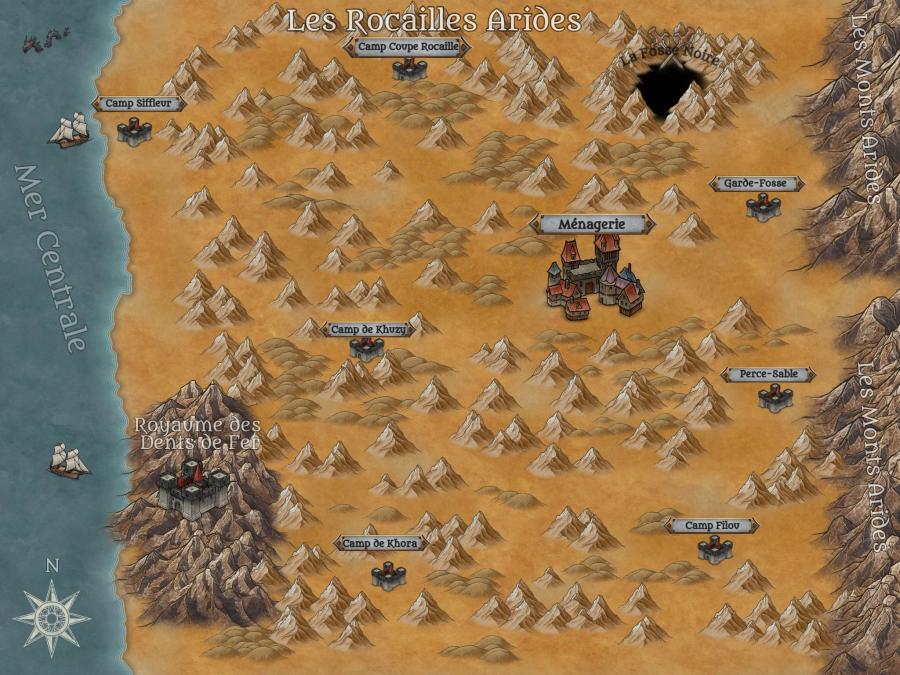 Les Rocailles Arides
Camp Coupe Rocaille
La Fosse Noire
Les Monts Arides
Camp Siffleur
Mer Centrale
Garde-Fosse
Ménagerie
Camp de Khuzy
Perce-Sable
Les Monts Arides
Royaume des
Dents de Fer
Camp Filou
Camp de Khora
N